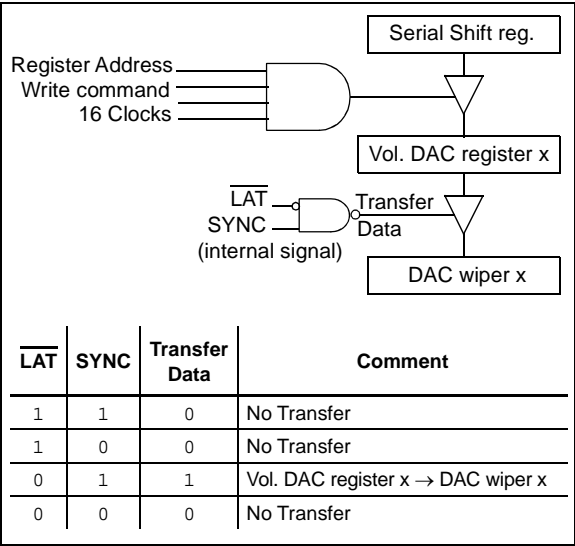 Serial Shift reg.
Register Address
Write command
16 Clocks
Vol. DAC register x
LAT
SYNC
(internal signal)
Transfer
Data
DAC wiper x
LAT SYNC Transfer Data Comment
1 1 0 No Transfer
1 0 0 No Transfer
0 1 1 Vol. DAC register x → DAC wiper x
0 0 0 No Transfer